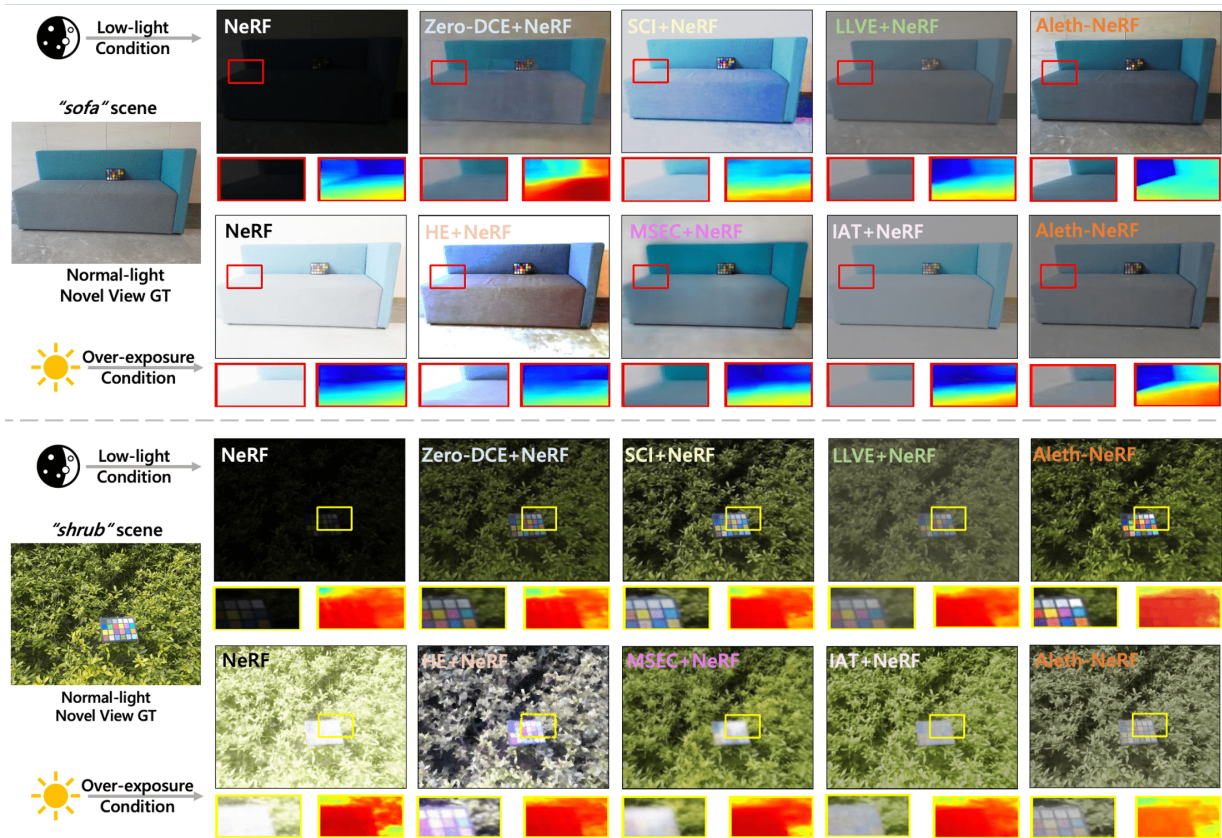 Low-light
Condition
NeRF
Zero-DCE+NeRF
SCI+NeRF
LLVE+NeRF
Aleth-NeRF
"sofa" scene
Normal-light
Novel View GT
NeRF
HE+NeRF
MSEC+NeRF
IAT+NeRF
Aleth-NeRF
Over-exposure
Condition
Low-light
Condition
NeRF
Zero-DCE+NeRF
SCI+NeRF
LLVE+NeRF
Aleth-NeRF
"shrub" scene
Normal-light
Novel View GT
NeRF
HE+NeRF
MSEC+NeRF
IAT+NeRF
Aleth-NeRF
Over-exposure
Condition